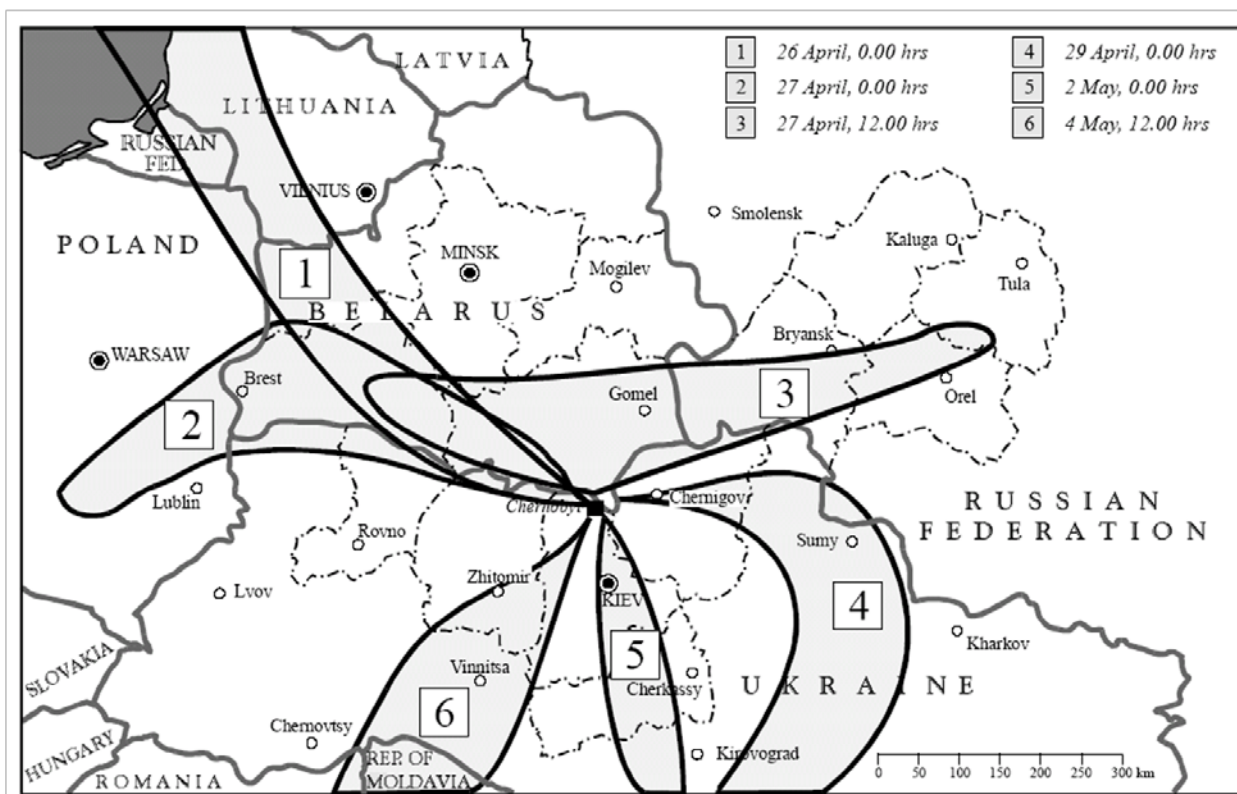 1 26 April, 0.00 hrs
2 27 April, 0.00 hrs
3 27 April, 12.00 hrs
4 29 April, 0.00 hrs
5 2 May, 0.00 hrs
6 4 May, 12.00 hrs
LATVIA
LITHUANIA
RUSSIAN
FED.
VILNIUS
Smolensk
POLAND
Kaluga
MINSK
Mogilev
Tula
1
BELARUS
Bryansk
WARSAW
Brest
Gomel
3
Orel
2
Lublin
Chernobyl
Chernigov
RUSSIAN
FEDERATION
Rovno
Sumy
Zhitomir
Lvov
KIEV
4
Kharkov
SLOVAKIA
Vinnitsa
5
Cherkassy
UKRAINE
6
Chernovtsy
HUNGARY
REP. OF
MOLDAVIA
Kirovograd
ROMANIA
0 50 100 150 200 250 300 km